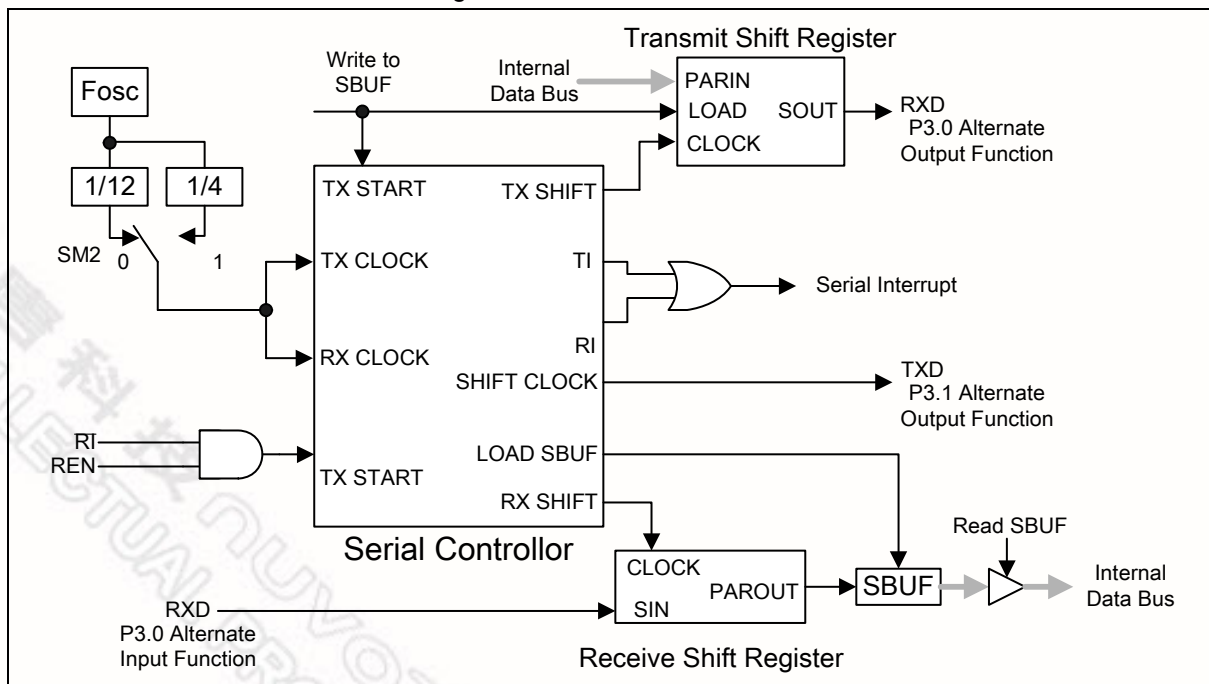 Transmit Shift Register
Write to
SBUF
Internal
Data Bus
Fosc
PARIN
LOAD
SOUT
CLOCK
RXD
P3.0 Alternate
Output Function
1/12
1/4
TX START
TX SHIFT
SM2
0
1
TX CLOCK
TI
Serial Interrupt
RX CLOCK
RI
SHIFT CLOCK
TXD
P3.1 Alternate
Output Function
RI
REN
TX START
LOAD SBUF
RX SHIFT
Read SBUF
Serial Controllor
CLOCK
PAROUT
SIN
SBUF
Internal
Data Bus
RXD
P3.0 Alternate
Input Function
Receive Shift Register